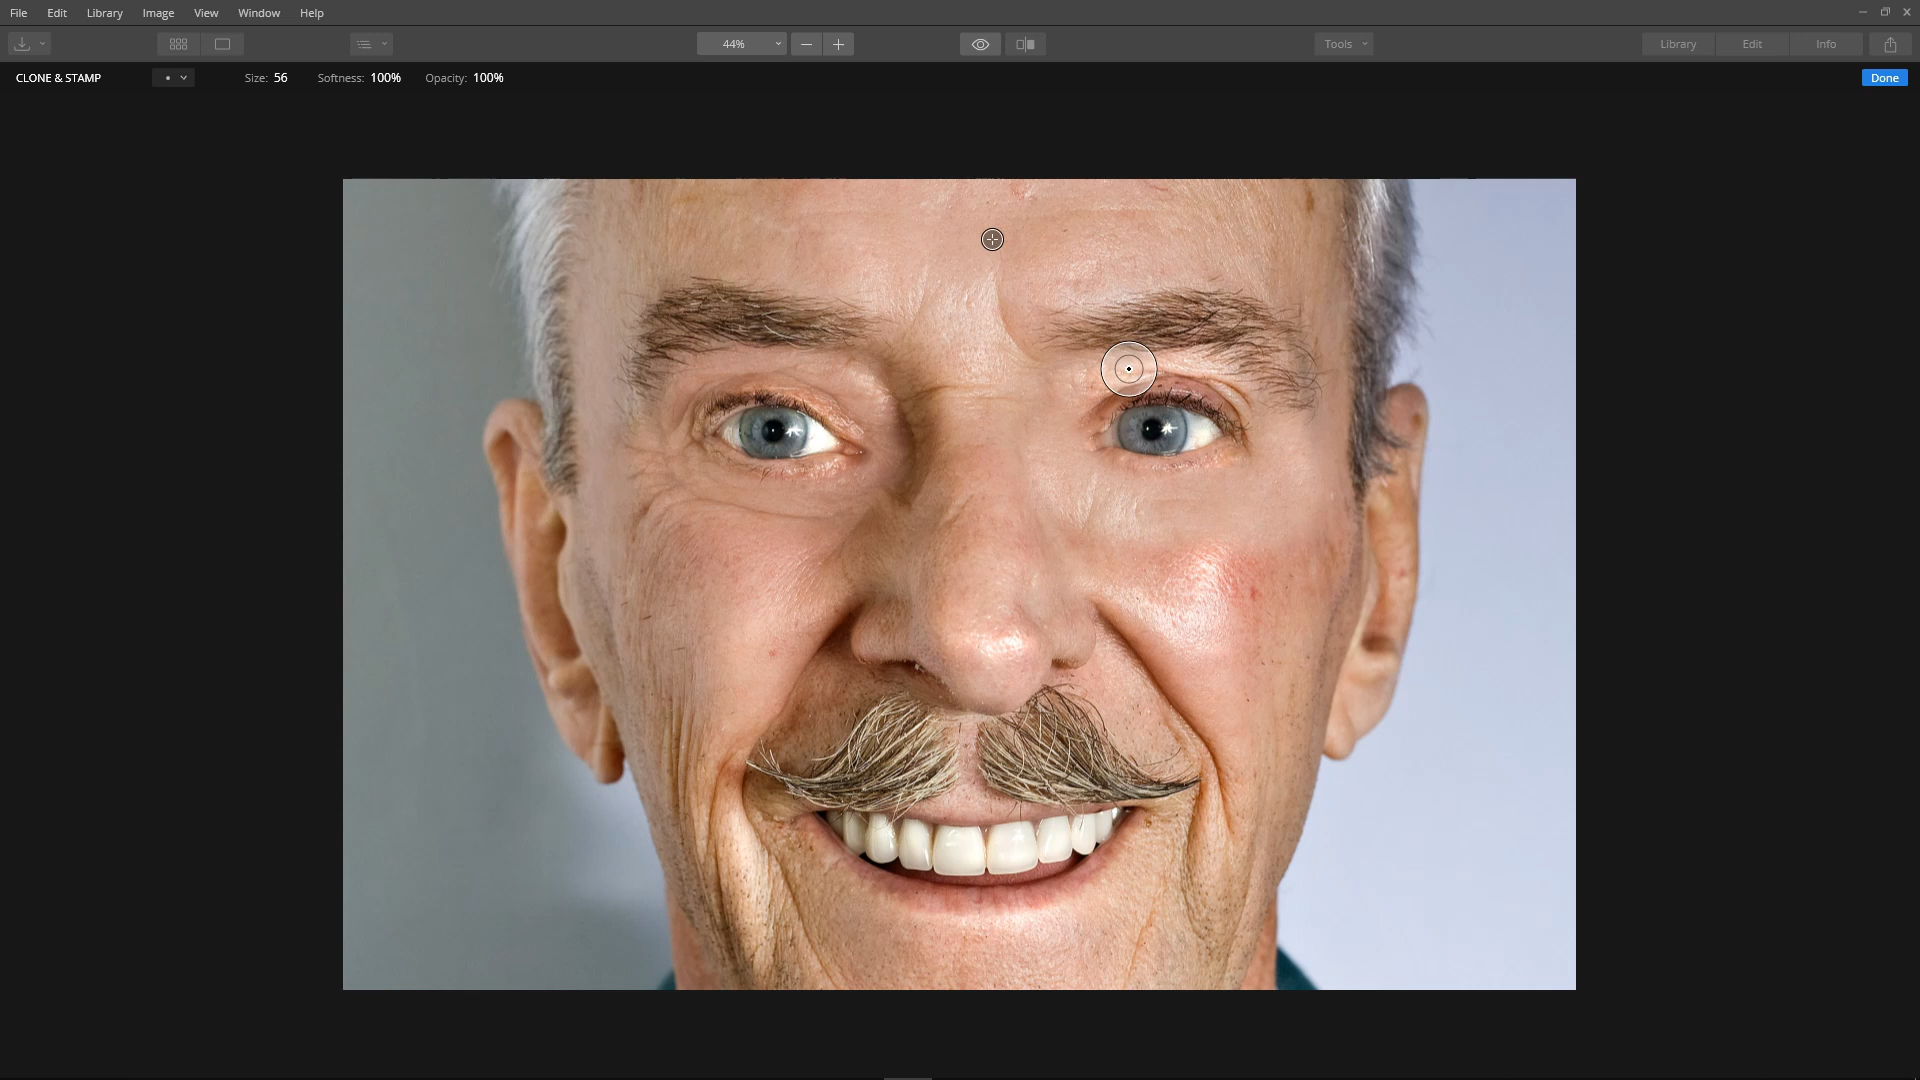 File Edit Library Image View Window Help
44% Tools Library Edit Info
CLONE & STAMP Size: 56 Softness: 100% Opacity: 100% Done